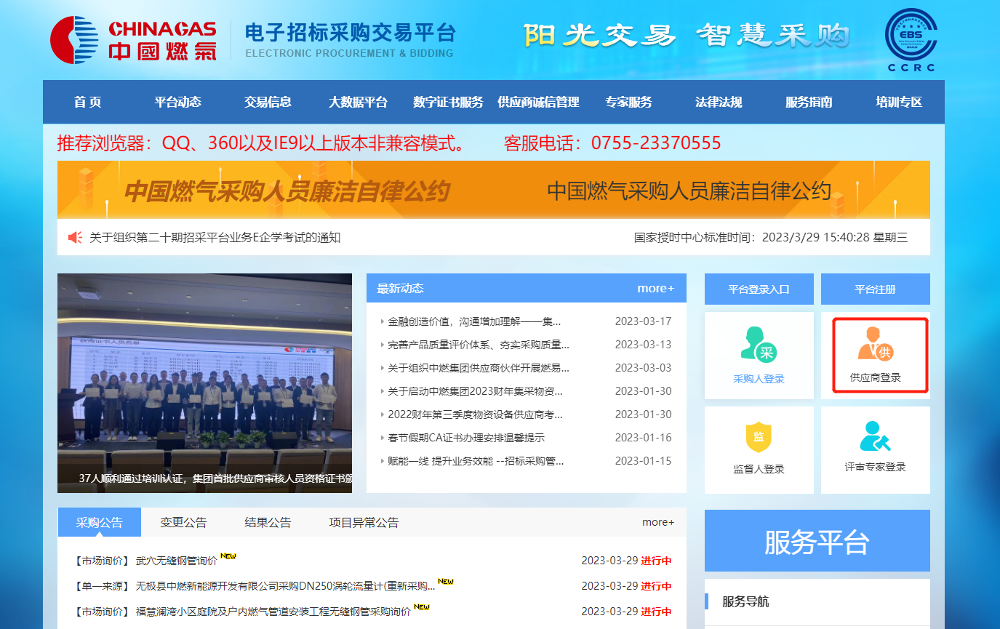 CHINAGAS
中國燃氣
电子招标采购交易平台
ELECTRONIC PROCUREMENT & BIDDING
阳光交易 智慧采购
EBS
CCRC
首 页 平台动态 交易信息 大数据平台 数字证书服务 供应商诚信管理 专家服务 法律法规 服务指南 培训专区
推荐浏览器：QQ、360以及IE9以上版本非兼容模式。 客服电话：0755-23370555
中国燃气采购人员廉洁自律公约 中国燃气采购人员廉洁自律公约
关于组织第二十期招采平台业务E企学考试的通知 国家授时中心标准时间：2023/3/29 15:40:28 星期三
获得证书人员名单
37人顺利通过培训认证，集团首批供应商审核人员资格证书颁
最新动态 more+
金融创造价值，沟通增加理解——集... 2023-03-17
完善产品质量评价体系、夯实采购质量... 2023-03-13
关于组织中燃集团供应商伙伴开展燃易... 2023-03-03
关于启动中燃集团2023财年集采物资... 2023-01-30
2022财年第三季度物资设备供应商考... 2023-01-30
春节假期CA证书办理安排温馨提示 2023-01-16
赋能一线 提升业务效能 --招标采购管... 2023-01-15
平台登录入口 平台注册
采 供
采购人登录 供应商登录
监
监督人登录 评审专家登录
采购公告 变更公告 结果公告 项目异常公告 more+
【市场询价】 武穴无缝钢管询价 NEW 2023-03-29 进行中
【单一来源】 无极县中燃新能源开发有限公司采购DN250涡轮流量计(重新采购... NEW 2023-03-29 进行中
【市场询价】 福慧澜湾小区庭院及户内燃气管道安装工程无缝钢管采购询价 NEW 2023-03-29 进行中
服务平台
服务导航